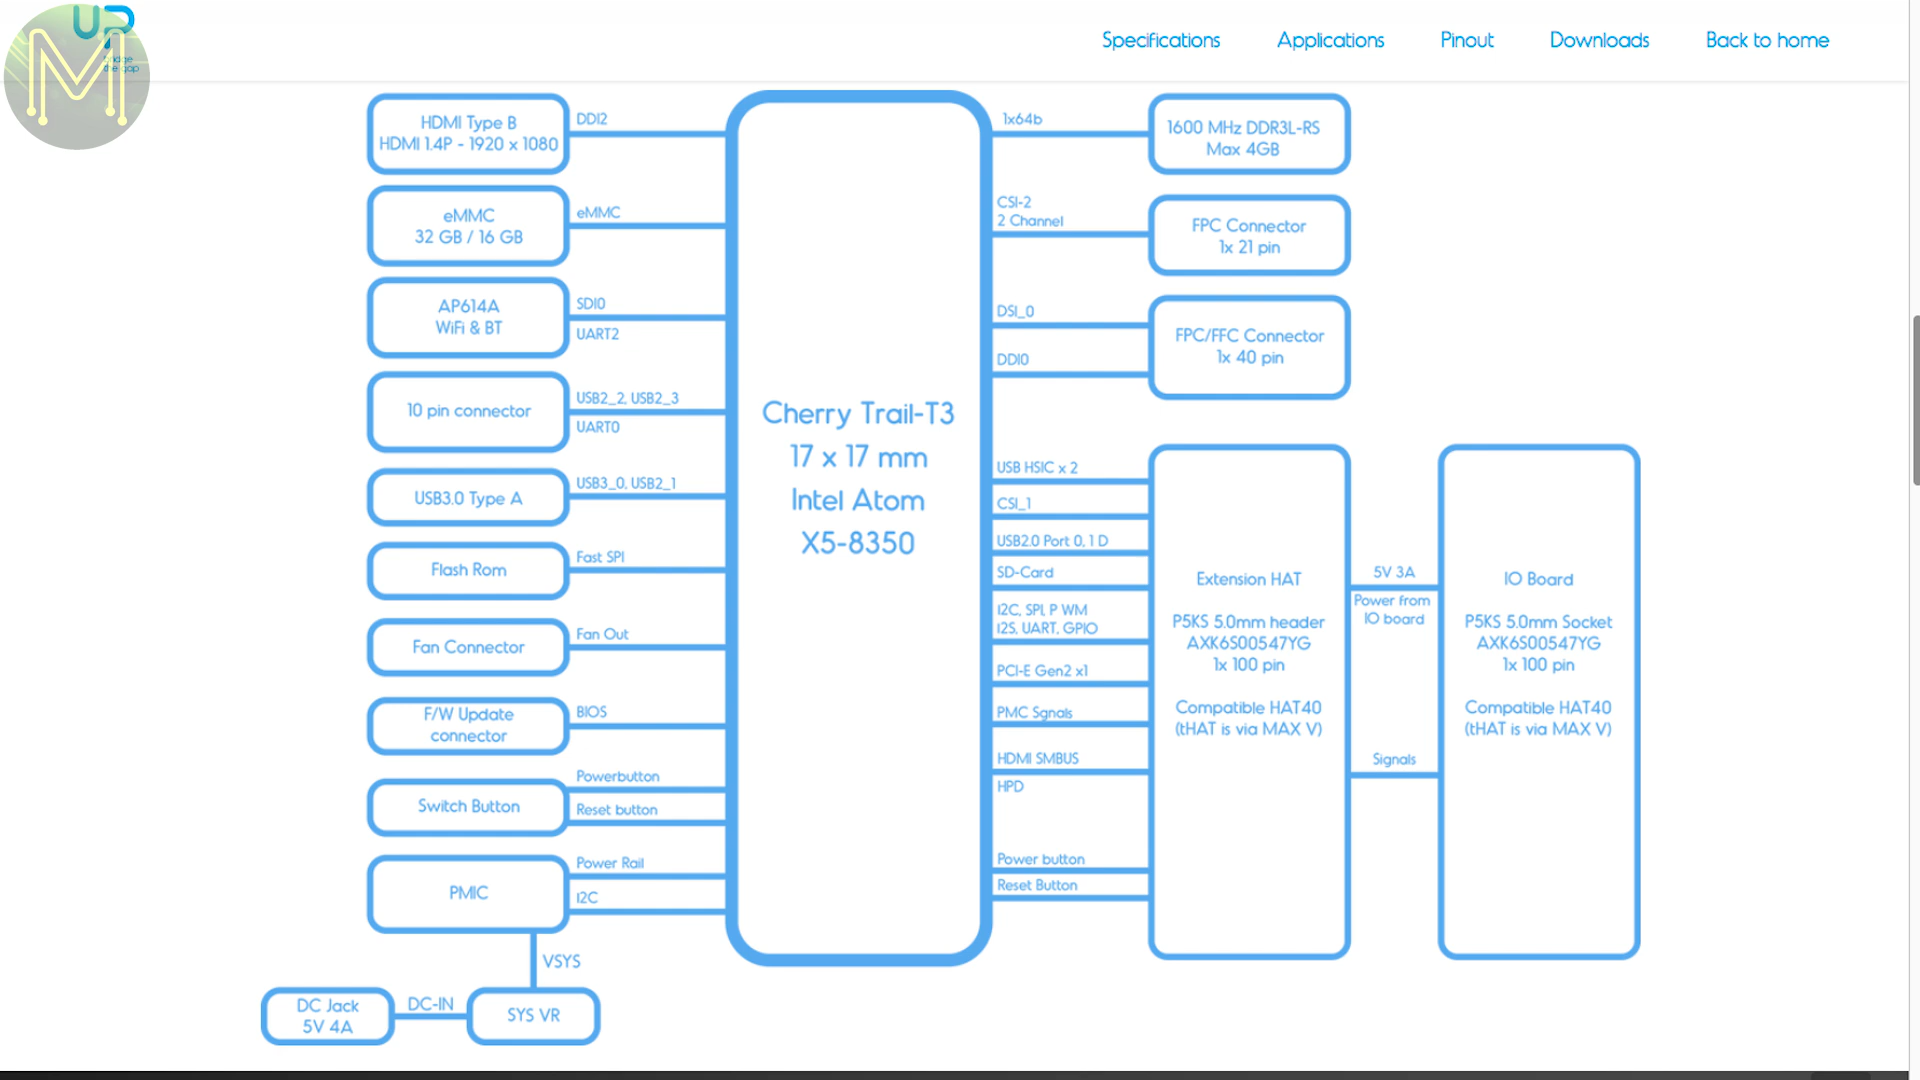 UP
bridge
the gap
M
Specifications
Applications
Pinout
Downloads
Back to home
HDMI Type B
HDMI 1.4P - 1920 x 1080
DDI2
eMMC
32 GB / 16 GB
eMMC
AP614A
WiFi & BT
SDI0
UART2
10 pin connector
USB2_2, USB2_3
UART0
USB3.0 Type A
USB3_0, USB2_1
Flash Rom
Fast SPI
Fan Connector
Fan Out
F/W Update
connector
BIOS
Switch Button
Powerbutton
Reset button
PMIC
Power Rail
I2C
VSYS
DC Jack
5V 4A
DC-IN
SYS VR
Cherry Trail-T3
17 x 17 mm
Intel Atom
X5-8350
1x64b
1600 MHz DDR3L-RS
Max 4GB
CSI-2
2 Channel
FPC Connector
1x 21 pin
DSI_0
DDI0
FPC/FFC Connector
1x 40 pin
USB HSIC x 2
CSI_1
USB2.0 Port 0, 1 D
SD-Card
I2C, SPI, P WM
I2S, UART, GPIO
PCI-E Gen2 x1
PMC Sgnals
HDMI SMBUS
HPD
Power button
Reset Button
Extension HAT
P5KS 5.0mm header
AXK6S00547YG
1x 100 pin
Compatible HAT40
(tHAT is via MAX V)
5V 3A
Power from
IO board
Signals
IO Board
P5KS 5.0mm Socket
AXK6S00547YG
1x 100 pin
Compatible HAT40
(tHAT is via MAX V)